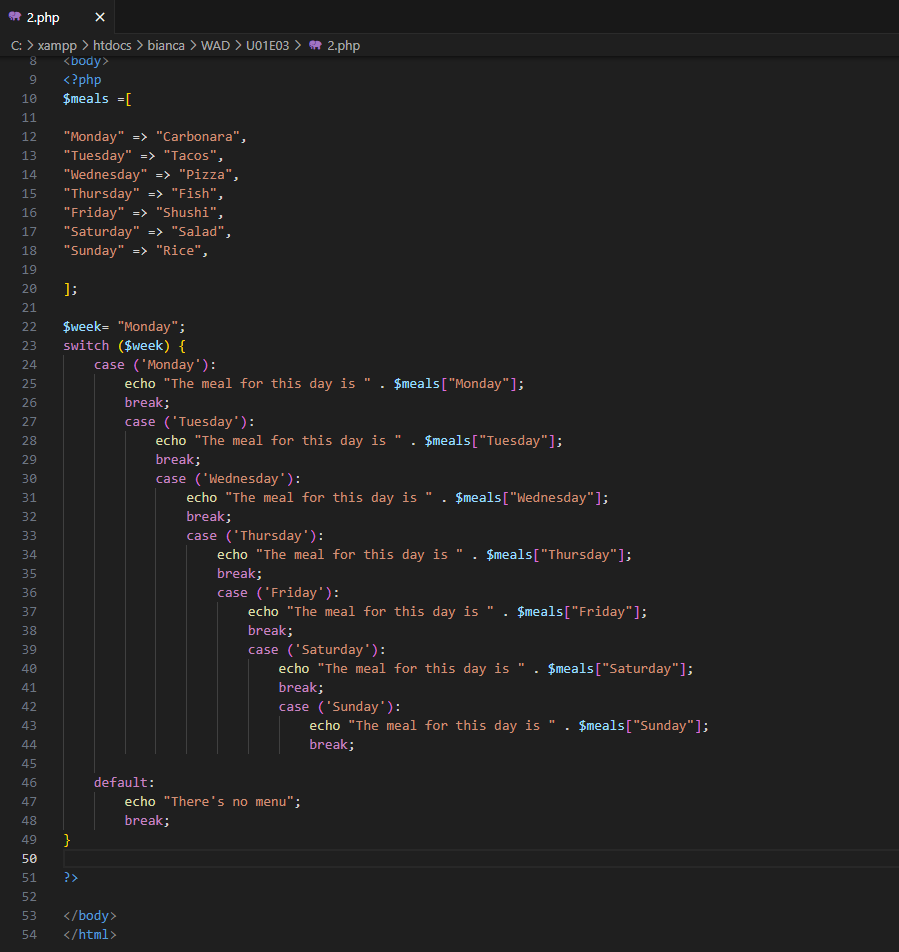 2.php
C: > xampp > htdocs > bianca > WAD > U01E03 > 2.php
8 <body>
9 <?php
10 $meals =[
11
12 "Monday" => "Carbonara",
13 "Tuesday" => "Tacos",
14 "Wednesday" => "Pizza",
15 "Thursday" => "Fish",
16 "Friday" => "Shushi",
17 "Saturday" => "Salad",
18 "Sunday" => "Rice",
19
20 ];
21
22 $week= "Monday";
23 switch ($week) {
24     case ('Monday'):
25         echo "The meal for this day is " . $meals["Monday"];
26         break;
27         case ('Tuesday'):
28             echo "The meal for this day is " . $meals["Tuesday"];
29             break;
30             case ('Wednesday'):
31                 echo "The meal for this day is " . $meals["Wednesday"];
32                 break;
33                 case ('Thursday'):
34                     echo "The meal for this day is " . $meals["Thursday"];
35                     break;
36                     case ('Friday'):
37                         echo "The meal for this day is " . $meals["Friday"];
38                         break;
39                         case ('Saturday'):
40                             echo "The meal for this day is " . $meals["Saturday"];
41                             break;
42                             case ('Sunday'):
43                                 echo "The meal for this day is " . $meals["Sunday"];
44                                 break;
45
46     default:
47         echo "There's no menu";
48         break;
49 }
50
51 ?>
52
53 </body>
54 </html>